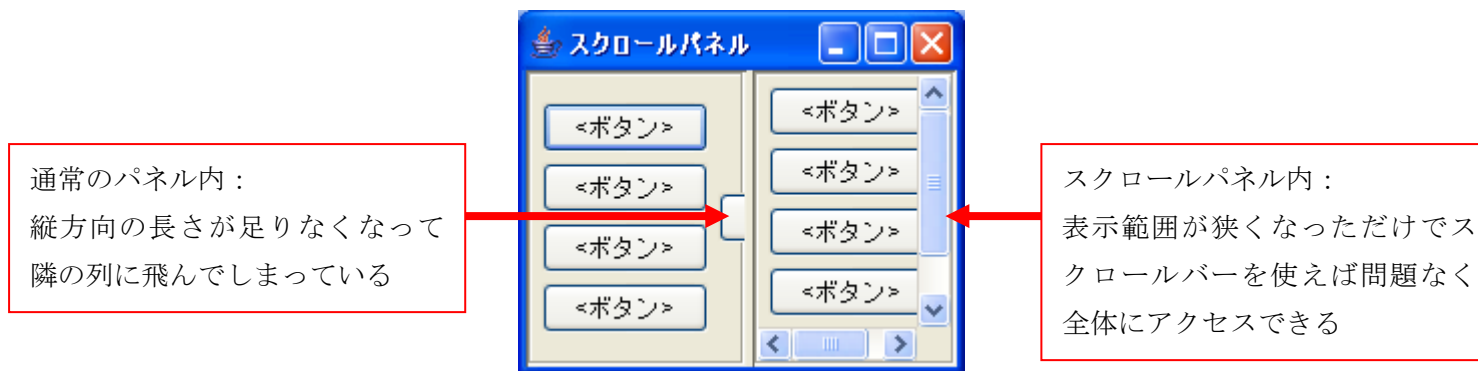 スクロールパネル
<ボタン>
<ボタン>
<ボタン>
<ボタン>
<ボタン>
<ボタン>
<ボタン>
<ボタン>
通常のパネル内：
縦方向の長さが足りなくなって
隣の列に飛んでしまっている
スクロールパネル内：
表示範囲が狭くなっただけでス
クロールバーを使えば問題なく
全体にアクセスできる